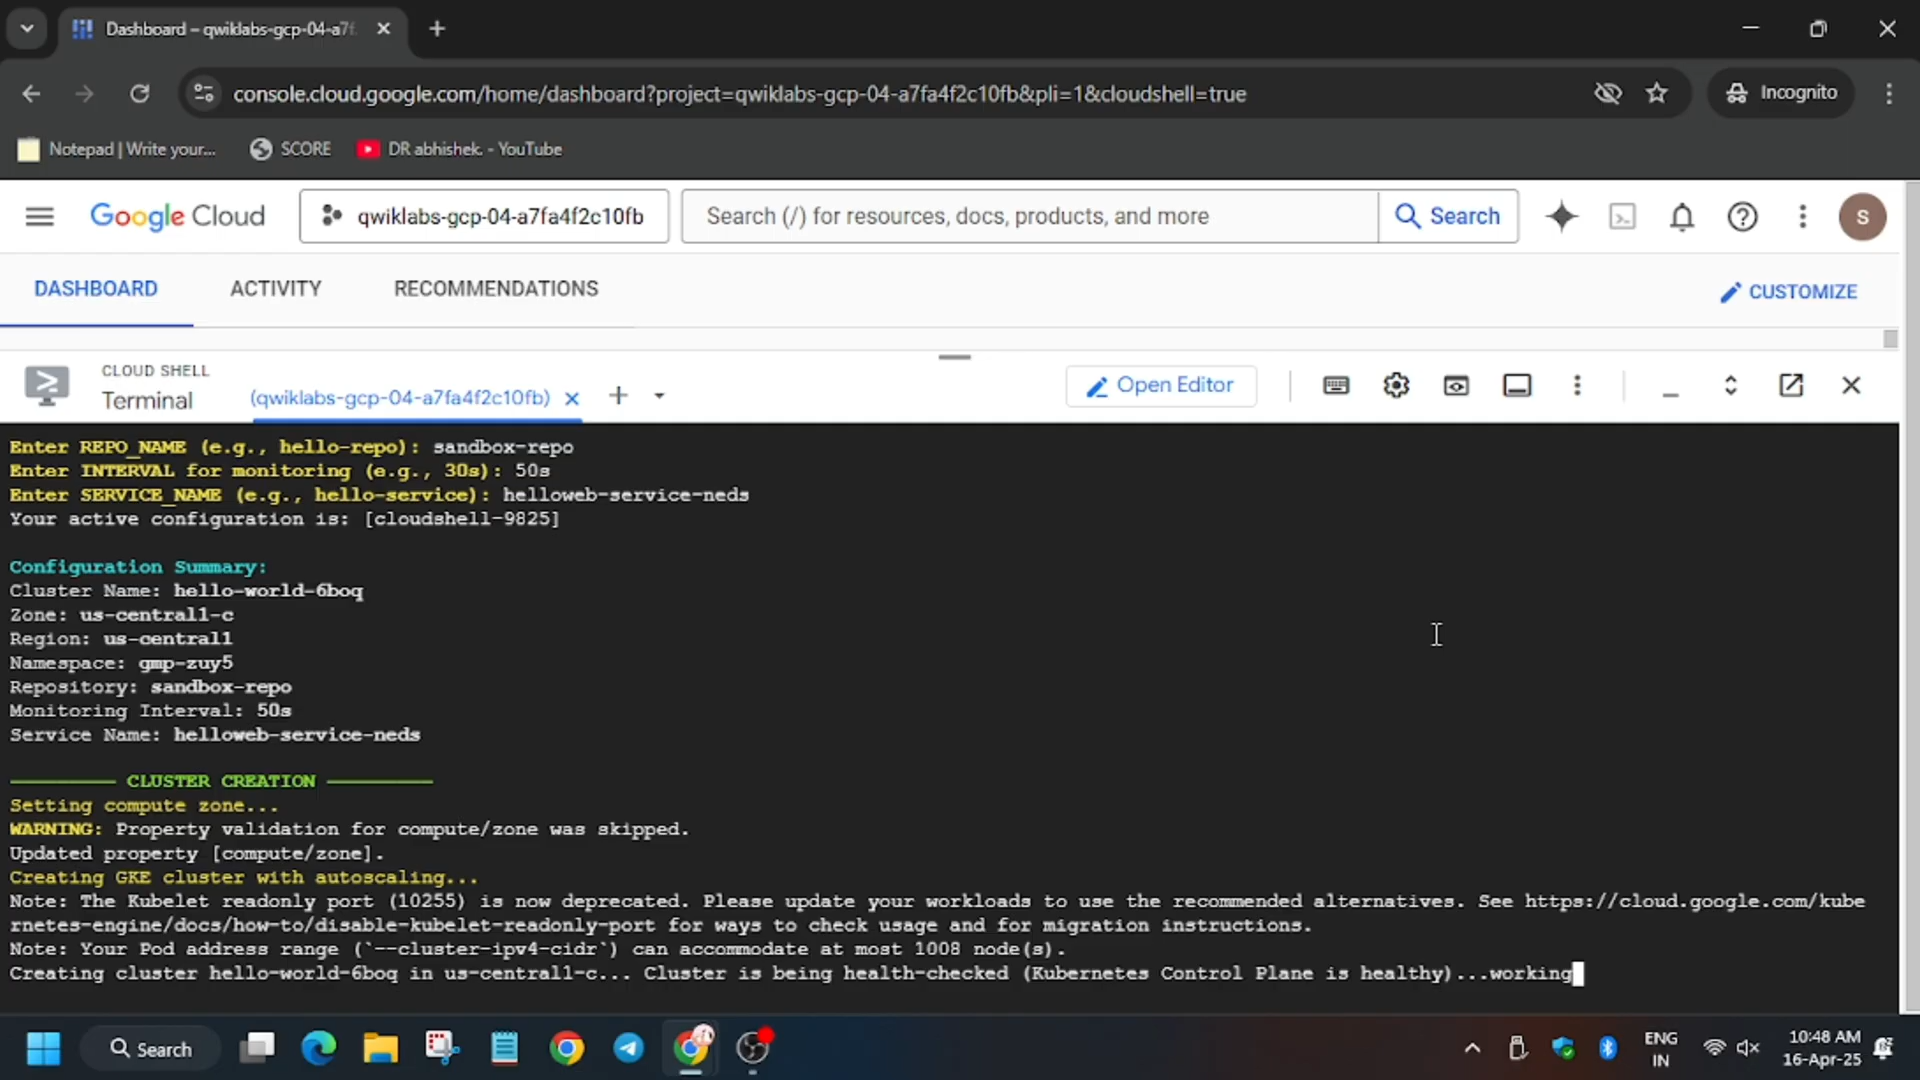 Dashboard – qwiklabs-gcp-04-a7f
console.cloud.google.com/home/dashboard?project=qwiklabs-gcp-04-a7fa4f2c10fb&pli=1&cloudshell=true
Incognito
Notepad | Write your...
SCORE
DR abhishek. - YouTube
Google Cloud
qwiklabs-gcp-04-a7fa4f2c10fb
Search (/) for resources, docs, products, and more
Search
S
DASHBOARD
ACTIVITY
RECOMMENDATIONS
CUSTOMIZE
CLOUD SHELL
Terminal
(qwiklabs-gcp-04-a7fa4f2c10fb)
Open Editor
Enter REPO_NAME (e.g., hello-repo): sandbox-repo
Enter INTERVAL for monitoring (e.g., 30s): 50s
Enter SERVICE_NAME (e.g., hello-service): helloweb-service-neds
Your active configuration is: [cloudshell-9825]
Configuration Summary:
Cluster Name: hello-world-6boq
Zone: us-central1-c
Region: us-central1
Namespace: gmp-zuy5
Repository: sandbox-repo
Monitoring Interval: 50s
Service Name: helloweb-service-neds
CLUSTER CREATION
Setting compute zone...
WARNING: Property validation for compute/zone was skipped.
Updated property [compute/zone].
Creating GKE cluster with autoscaling...
Note: The Kubelet readonly port (10255) is now deprecated. Please update your workloads to use the recommended alternatives. See https://cloud.google.com/kube
rnetes-engine/docs/how-to/disable-kubelet-readonly-port for ways to check usage and for migration instructions.
Note: Your Pod address range (`--cluster-ipv4-cidr`) can accommodate at most 1008 node(s).
Creating cluster hello-world-6boq in us-central1-c... Cluster is being health-checked (Kubernetes Control Plane is healthy)...working
Search
ENG
IN
10:48 AM
16-Apr-25